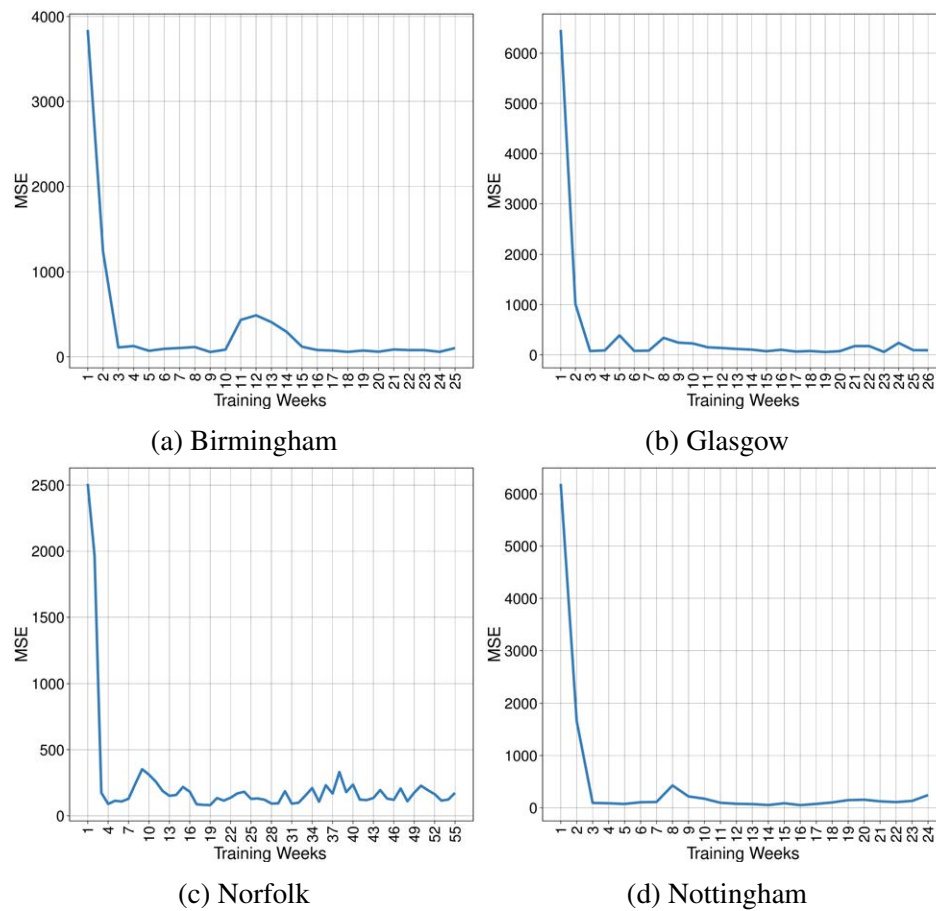 4000
3000
2000
1000
0
MSE
1 2 3 4 5 6 7 8 9 10 11 12 13 14 15 16 17 18 19 20 21 22 23 24 25
Training Weeks
(a) Birmingham
6000
5000
4000
3000
2000
1000
0
MSE
1 2 3 4 5 6 7 8 9 10 11 12 13 14 15 16 17 18 19 20 21 22 23 24 25 26
Training Weeks
(b) Glasgow
2500
2000
1500
1000
500
0
MSE
1 4 7 10 13 16 19 22 25 28 31 34 37 40 43 46 49 52 55
Training Weeks
(c) Norfolk
6000
5000
4000
3000
2000
1000
0
MSE
1 2 3 4 5 6 7 8 9 10 11 12 13 14 15 16 17 18 19 20 21 22 23 24
Training Weeks
(d) Nottingham